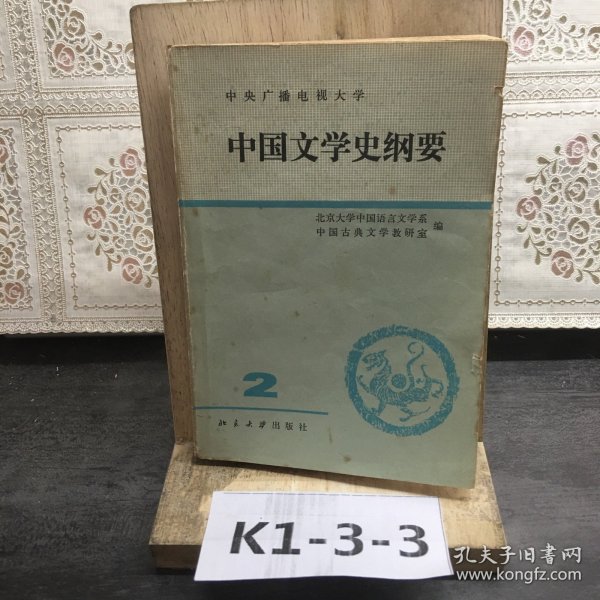 中央广播电视大学
中国文学史纲要
北京大学中国语言文学系
中国古典文学教研室
编
2
北京大学出版社
K1-3-3
孔夫子旧书网
www.kongfz.com